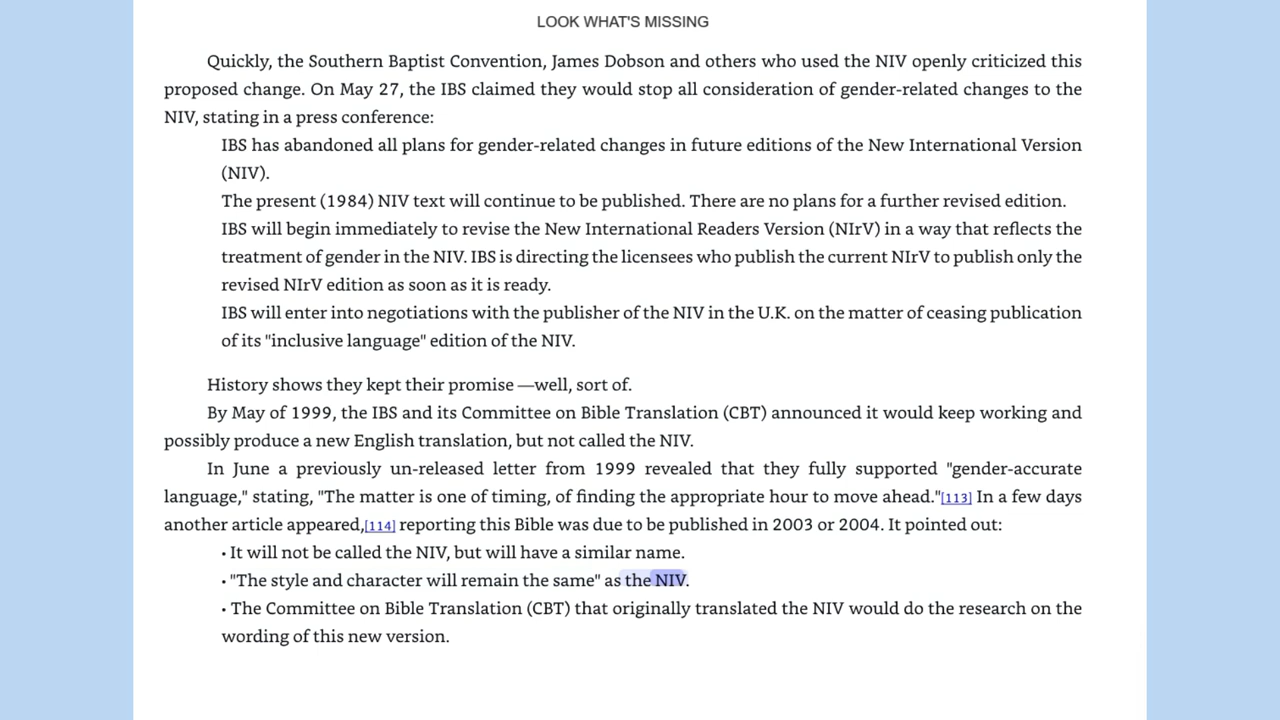 LOOK WHAT'S MISSING
Quickly, the Southern Baptist Convention, James Dobson and others who used the NIV openly criticized this
proposed change. On May 27, the IBS claimed they would stop all consideration of gender-related changes to the
NIV, stating in a press conference:
IBS has abandoned all plans for gender-related changes in future editions of the New International Version
(NIV).
The present (1984) NIV text will continue to be published. There are no plans for a further revised edition.
IBS will begin immediately to revise the New International Readers Version (NIrV) in a way that reflects the
treatment of gender in the NIV. IBS is directing the licensees who publish the current NIrV to publish only the
revised NIrV edition as soon as it is ready.
IBS will enter into negotiations with the publisher of the NIV in the U.K. on the matter of ceasing publication
of its "inclusive language" edition of the NIV.
History shows they kept their promise —well, sort of.
By May of 1999, the IBS and its Committee on Bible Translation (CBT) announced it would keep working and
possibly produce a new English translation, but not called the NIV.
In June a previously un-released letter from 1999 revealed that they fully supported "gender-accurate
language," stating, "The matter is one of timing, of finding the appropriate hour to move ahead."[113] In a few days
another article appeared,[114] reporting this Bible was due to be published in 2003 or 2004. It pointed out:
• It will not be called the NIV, but will have a similar name.
• "The style and character will remain the same" as the NIV.
• The Committee on Bible Translation (CBT) that originally translated the NIV would do the research on the
wording of this new version.